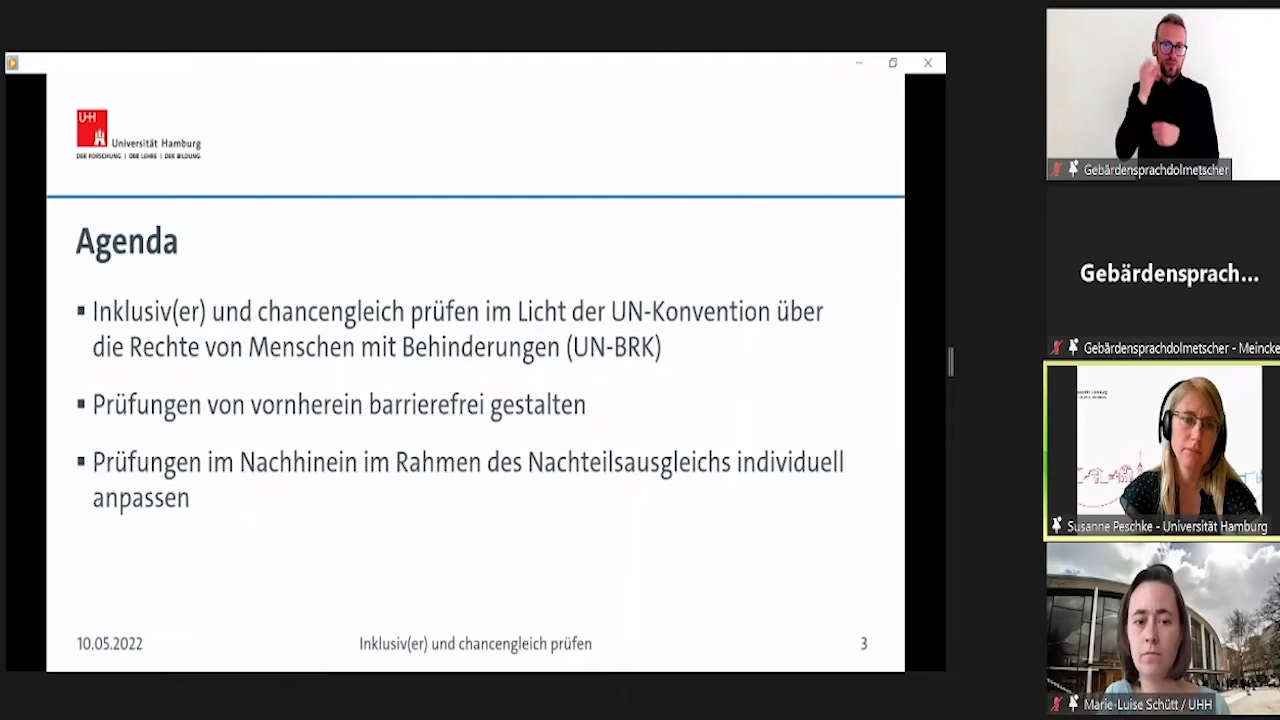 UHH
Universität Hamburg
DER FORSCHUNG | DER LEHRE | DER BILDUNG
Agenda
▪ Inklusiv(er) und chancengleich prüfen im Licht der UN-Konvention über
die Rechte von Menschen mit Behinderungen (UN-BRK)
▪ Prüfungen von vornherein barrierefrei gestalten
▪ Prüfungen im Nachhinein im Rahmen des Nachteilsausgleichs individuell
anpassen
10.05.2022
Inklusiv(er) und chancengleich prüfen
3
Gebärdensprachdolmetscher
Gebärdensprach...
Gebärdensprachdolmetscher - Meincke
Susanne Peschke - Universität Hamburg
Marie-Luise Schütt / UHH